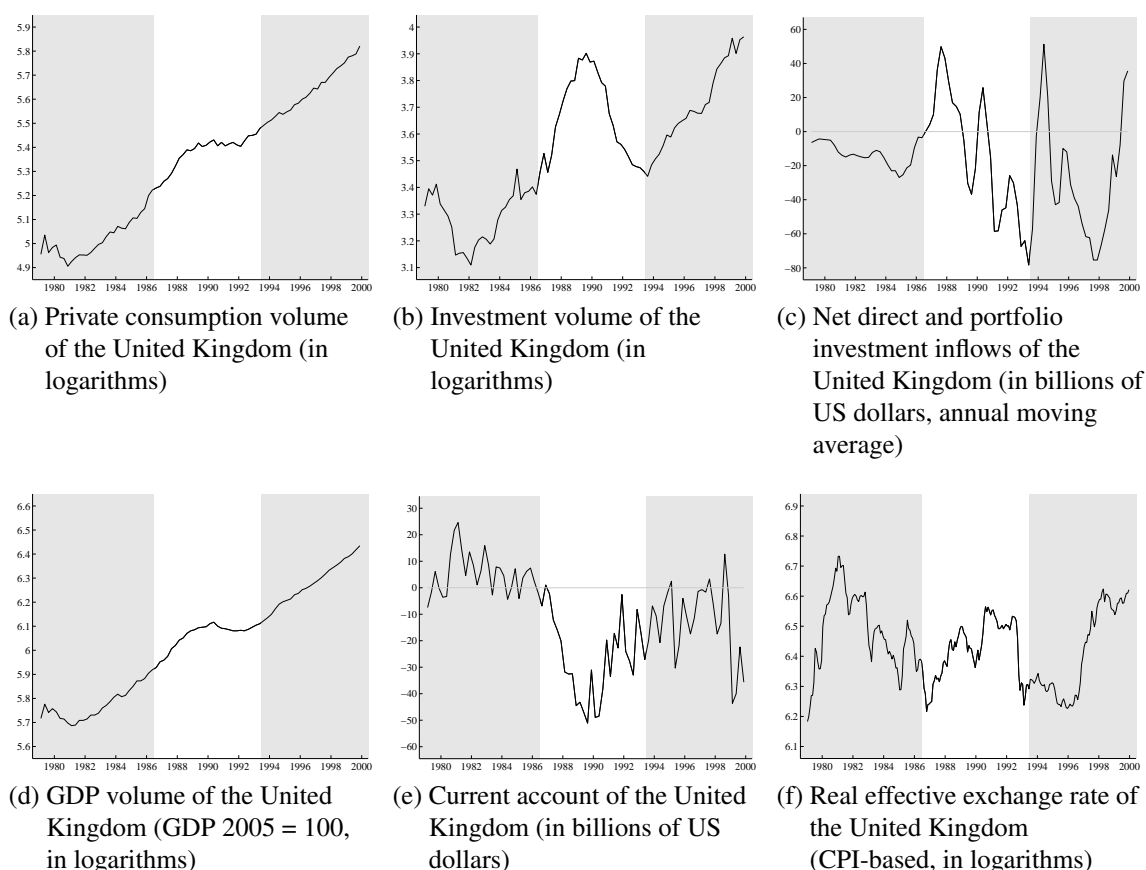 5.9
5.8
5.7
5.6
5.5
5.4
5.3
5.2
5.1
5
4.9
1980 1982 1984 1986 1988 1990 1992 1994 1996 1998 2000
(a) Private consumption volume
of the United Kingdom (in
logarithms)
4
3.9
3.8
3.7
3.6
3.5
3.4
3.3
3.2
3.1
1980 1982 1984 1986 1988 1990 1992 1994 1996 1998 2000
(b) Investment volume of the
United Kingdom (in
logarithms)
60
40
20
0
−20
−40
−60
−80
1980 1982 1984 1986 1988 1990 1992 1994 1996 1998 2000
(c) Net direct and portfolio
investment inflows of the
United Kingdom (in billions of
US dollars, annual moving
average)
6.6
6.5
6.4
6.3
6.2
6.1
6
5.9
5.8
5.7
5.6
1980 1982 1984 1986 1988 1990 1992 1994 1996 1998 2000
(d) GDP volume of the United
Kingdom (GDP 2005 = 100,
in logarithms)
30
20
10
0
−10
−20
−30
−40
−50
−60
1980 1982 1984 1986 1988 1990 1992 1994 1996 1998 2000
(e) Current account of the United
Kingdom (in billions of US
dollars)
6.9
6.8
6.7
6.6
6.5
6.4
6.3
6.2
6.1
1980 1982 1984 1986 1988 1990 1992 1994 1996 1998 2000
(f) Real effective exchange rate of
the United Kingdom
(CPI-based, in logarithms)